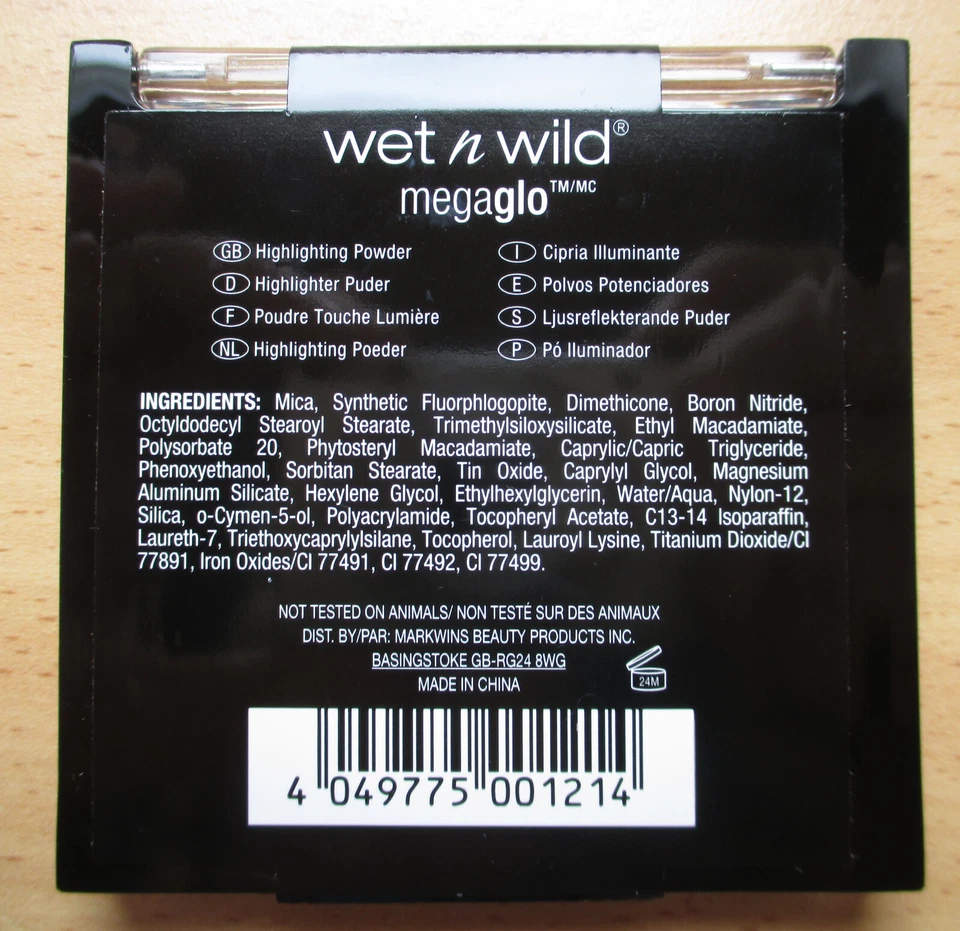 wet n wild®
megaglo™/MC
GB Highlighting Powder
D Highlighter Puder
F Poudre Touche Lumière
NL Highlighting Poeder
I Cipria Illuminante
E Polvos Potenciadores
S Ljusreflekterande Puder
P Pó Iluminador
INGREDIENTS: Mica, Synthetic Fluorphlogopite, Dimethicone, Boron Nitride,
Octyldodecyl Stearoyl Stearate, Trimethylsiloxysilicate, Ethyl Macadamiate,
Polysorbate 20, Phytosteryl Macadamiate, Caprylic/Capric Triglyceride,
Phenoxyethanol, Sorbitan Stearate, Tin Oxide, Caprylyl Glycol, Magnesium
Aluminum Silicate, Hexylene Glycol, Ethylhexylglycerin, Water/Aqua, Nylon-12,
Silica, o-Cymen-5-ol, Polyacrylamide, Tocopheryl Acetate, C13-14 Isoparaffin,
Laureth-7, Triethoxycaprylylsilane, Tocopherol, Lauroyl Lysine, Titanium Dioxide/CI
77891, Iron Oxides/CI 77491, CI 77492, CI 77499.
NOT TESTED ON ANIMALS/ NON TESTÉ SUR DES ANIMAUX
DIST. BY/PAR: MARKWINS BEAUTY PRODUCTS INC.
BASINGSTOKE GB-RG24 8WG
MADE IN CHINA
24M
4 049775 001214